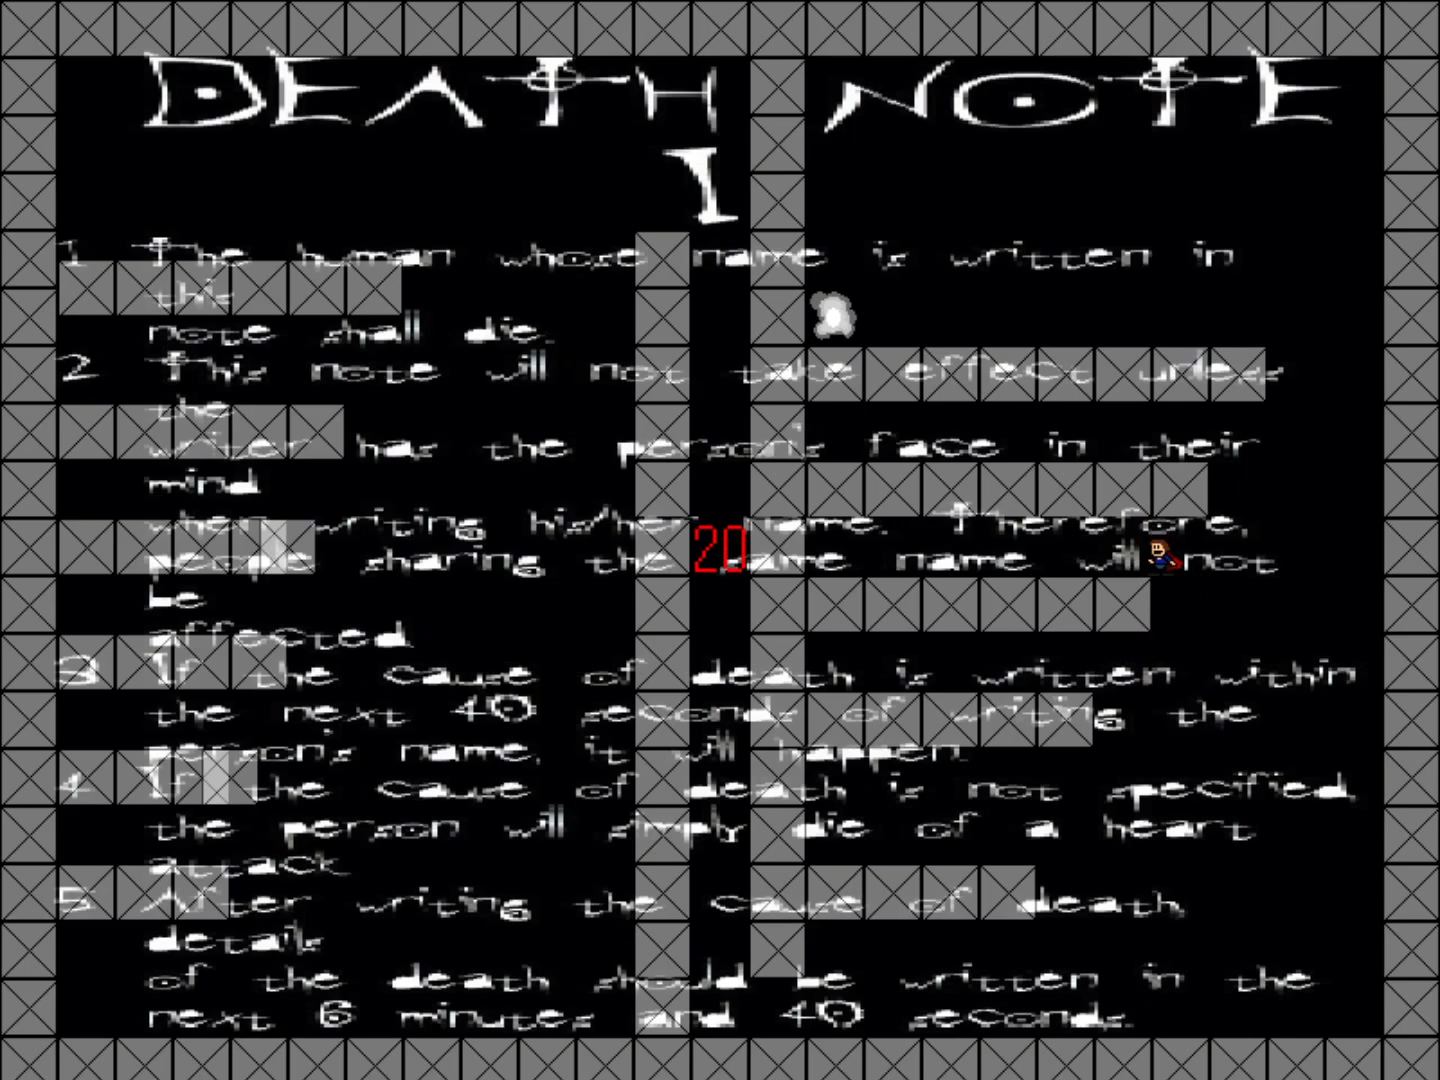 DEATH NOTE
1
1 The human whose name is written in
this
note shall die.
2 This note will not take effect unless
the
writer has the person's face in their
mind
when writing his/her name. Therefore,
people sharing the same name will not
be
affected
3 If the cause of death is written within
the next 40 seconds of writing the
person's name, it will happen.
4 If the cause of death is not specified,
the person will simply die of a heart
attack
5 After writing the cause of death,
details
of the death should be written in the
next 6 minutes and 40 seconds.
20